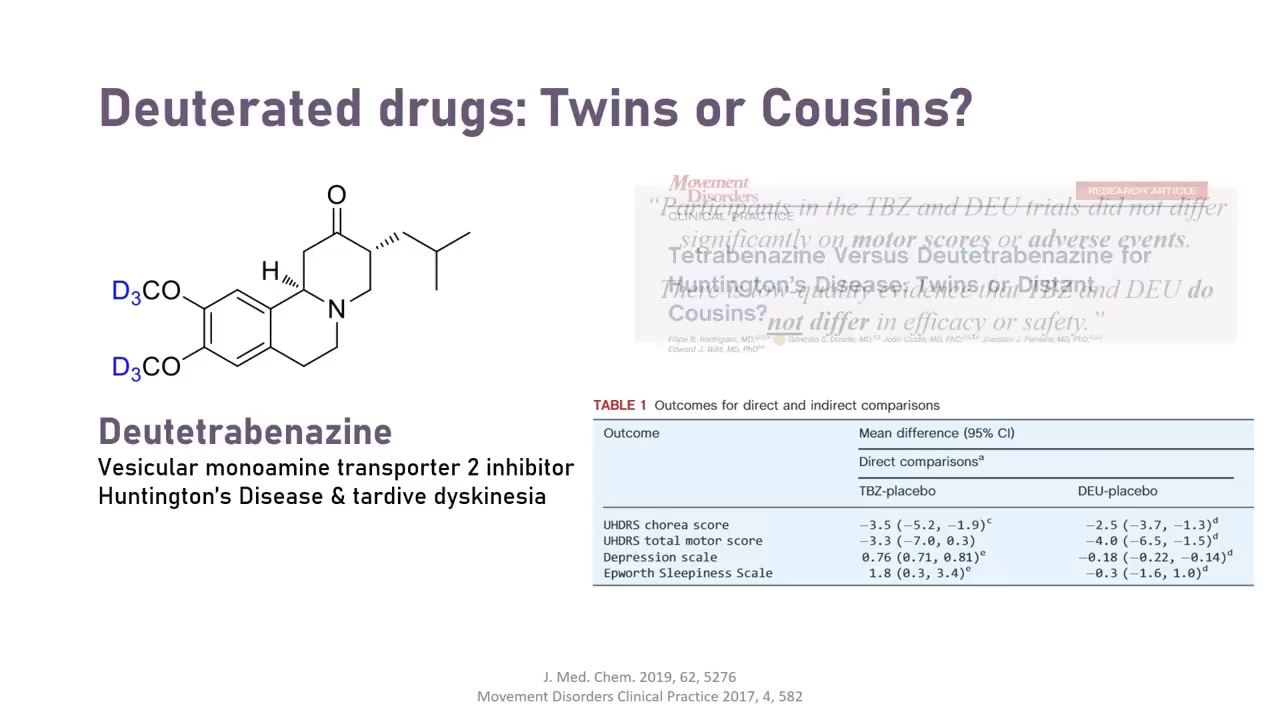 Deuterated drugs: Twins or Cousins?
O
H
N
D3CO
D3CO
Deutetrabenazine
Vesicular monoamine transporter 2 inhibitor
Huntington's Disease & tardive dyskinesia
Movement
Disorders
CLINICAL PRACTICE
RESEARCH ARTICLE
Tetrabenazine Versus Deutetrabenazine for
Huntington's Disease: Twins or Distant
Cousins?
Filipe B. Rodrigues, MD, Gonçalo S. Duarte, MD, João Costa, MD, PhD, Joaquim J. Ferreira, MD, PhD,
Edward J. Wild, MD, PhD
“Participants in the TBZ and DEU trials did not differ
significantly on motor scores or adverse events.
There is low-quality evidence that TBZ and DEU do
not differ in efficacy or safety.”
TABLE 1 Outcomes for direct and indirect comparisons
Outcome Mean difference (95% CI)
Direct comparisonsa
TBZ-placebo DEU-placebo
UHDRS chorea score −3.5 (−5.2, −1.9)c −2.5 (−3.7, −1.3)d
UHDRS total motor score −3.3 (−7.0, 0.3) −4.0 (−6.5, −1.5)d
Depression scale 0.76 (0.71, 0.81)e −0.18 (−0.22, −0.14)d
Epworth Sleepiness Scale 1.8 (0.3, 3.4)e −0.3 (−1.6, 1.0)d
J. Med. Chem. 2019, 62, 5276
Movement Disorders Clinical Practice 2017, 4, 582